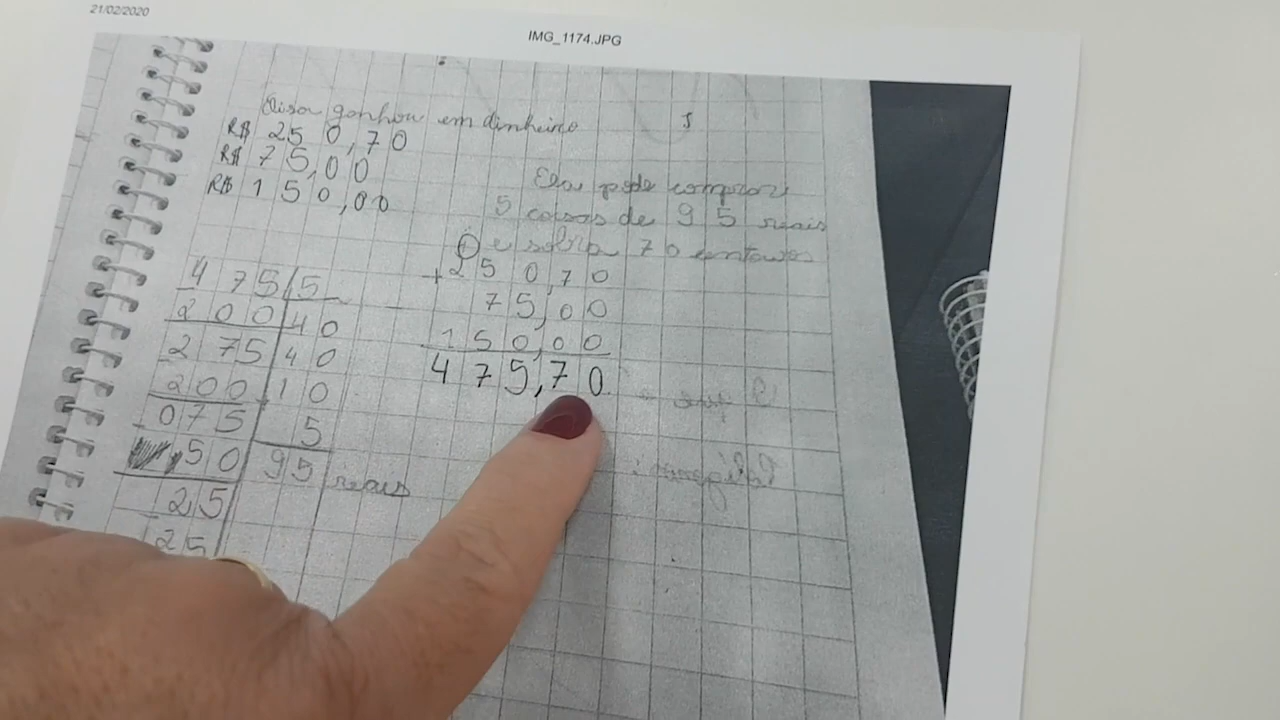 21/02/2020
IMG_1174.JPG
ganhou em dinheiro
R$ 250,70
R$ 75,00
R$ 150,00
Ela pode comprar
5 coisas de 95 reais
e sobra 70 centavos
475 5
200 40
275 40
200 10
075 5
50 95 reais
25
25
+ 250,70
75,00
150,00
475,70